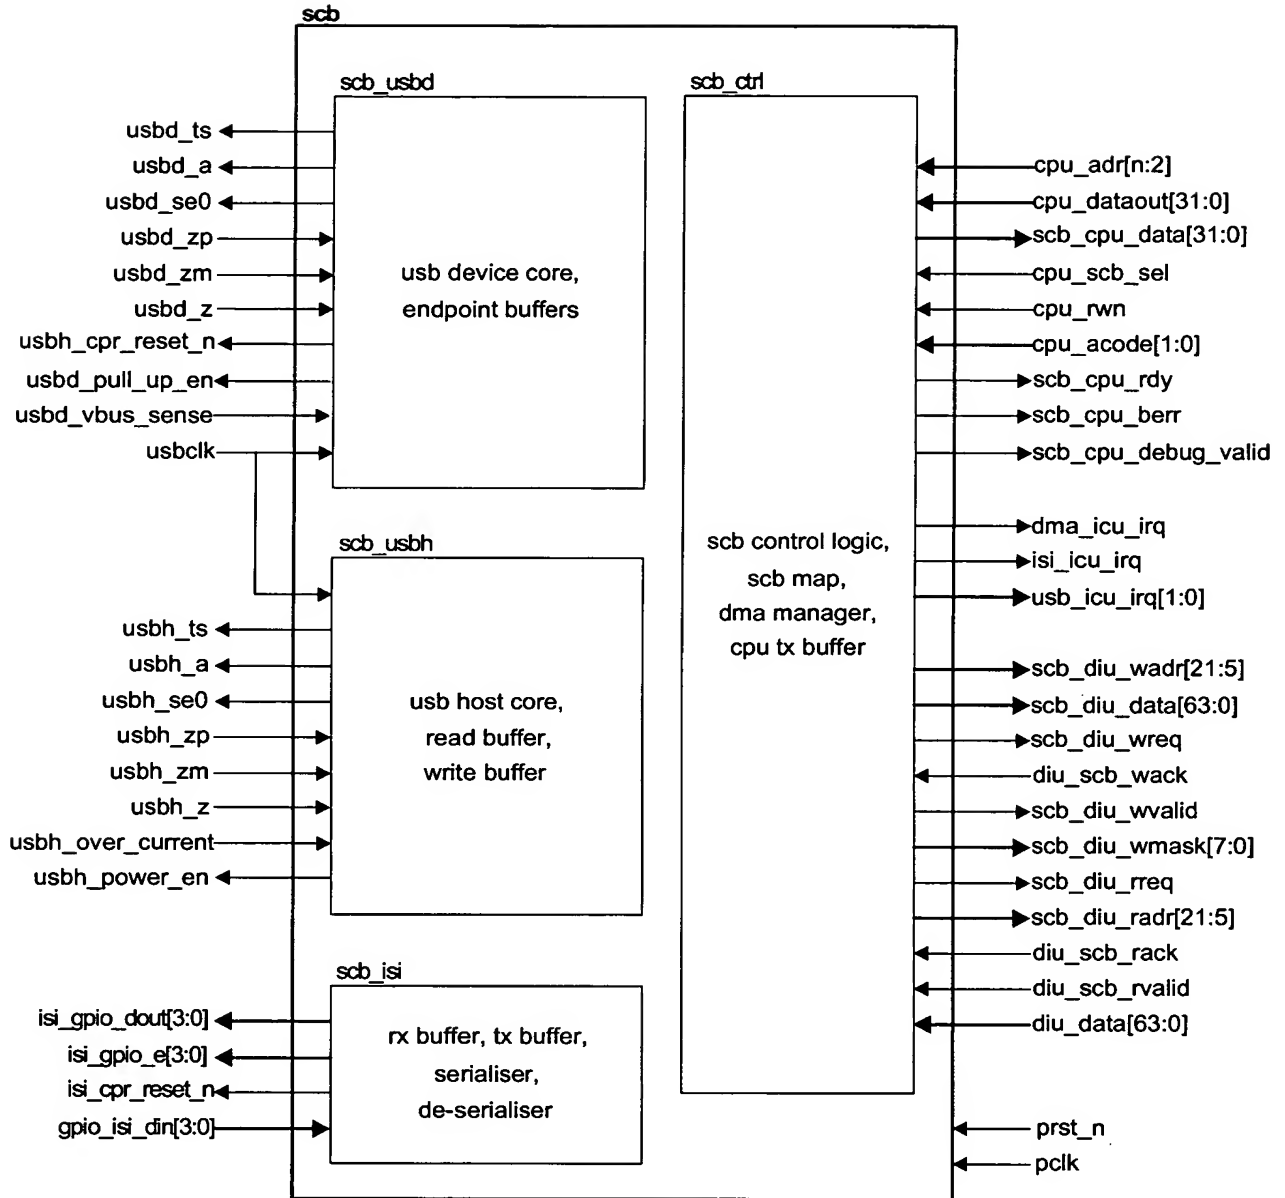 scb
scb_usbd
usbd_ts
usbd_a
usbd_se0
usbd_zp
usbd_zm
usbd_z
usbh_cpr_reset_n
usbd_pull_up_en
usbd_vbus_sense
usbclk
usb device core,
endpoint buffers
scb_usbh
usbh_ts
usbh_a
usbh_se0
usbh_zp
usbh_zm
usbh_z
usbh_over_current
usbh_power_en
usb host core,
read buffer,
write buffer
scb_isi
isi_gpio_dout[3:0]
isi_gpio_e[3:0]
isi_cpr_reset_n
gpio_isi_din[3:0]
rx buffer, tx buffer,
serialiser,
de-serialiser
scb_ctrl
scb control logic,
scb map,
dma manager,
cpu tx buffer
cpu_adr[n:2]
cpu_dataout[31:0]
scb_cpu_data[31:0]
cpu_scb_sel
cpu_rwn
cpu_acode[1:0]
scb_cpu_rdy
scb_cpu_berr
scb_cpu_debug_valid
dma_icu_irq
isi_icu_irq
usb_icu_irq[1:0]
scb_diu_wadr[21:5]
scb_diu_data[63:0]
scb_diu_wreq
diu_scb_wack
scb_diu_wvalid
scb_diu_wmask[7:0]
scb_diu_rreq
scb_diu_radr[21:5]
diu_scb_rack
diu_scb_rvalid
diu_data[63:0]
prst_n
pclk